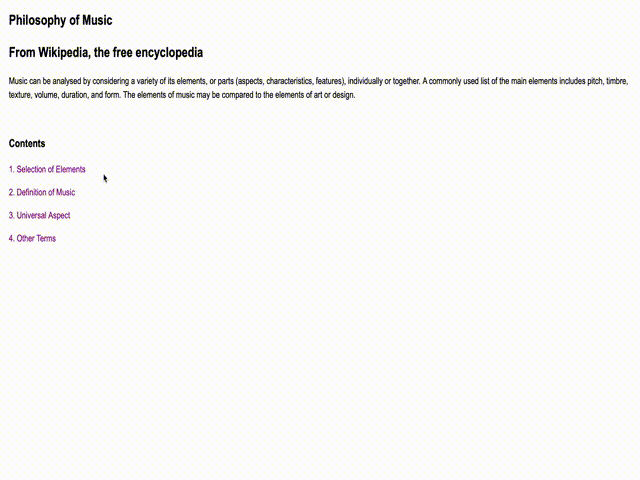 Philosophy of Music
From Wikipedia, the free encyclopedia
Music can be analysed by considering a variety of its elements, or parts (aspects, characteristics, features), individually or together. A commonly used list of the main elements includes pitch, timbre,
texture, volume, duration, and form. The elements of music may be compared to the elements of art or design.
Contents
1. Selection of Elements
2. Definition of Music
3. Universal Aspect
4. Other Terms